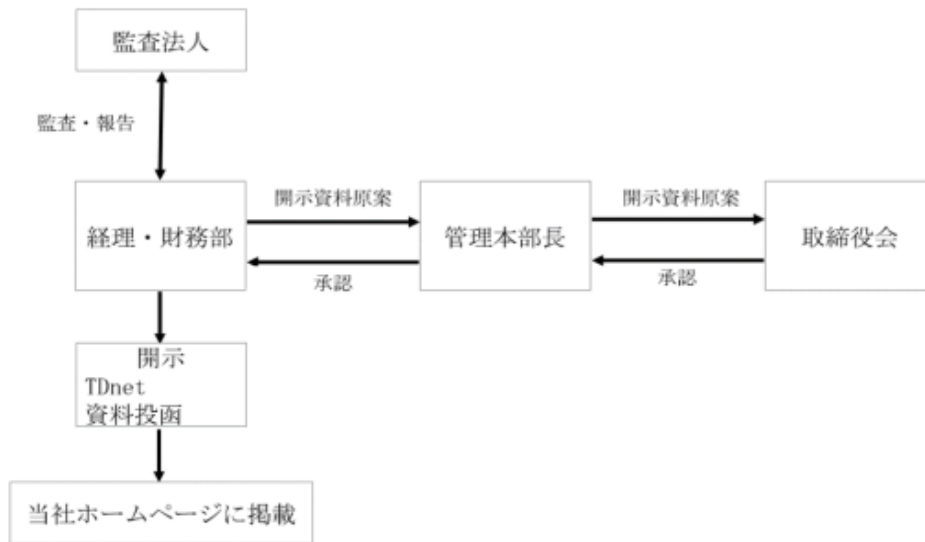 監査法人
監査・報告
開示資料原案
開示資料原案
経理・財務部
管理本部長
取締役会
承認
承認
開示
TDnet
資料投函
当社ホームページに掲載